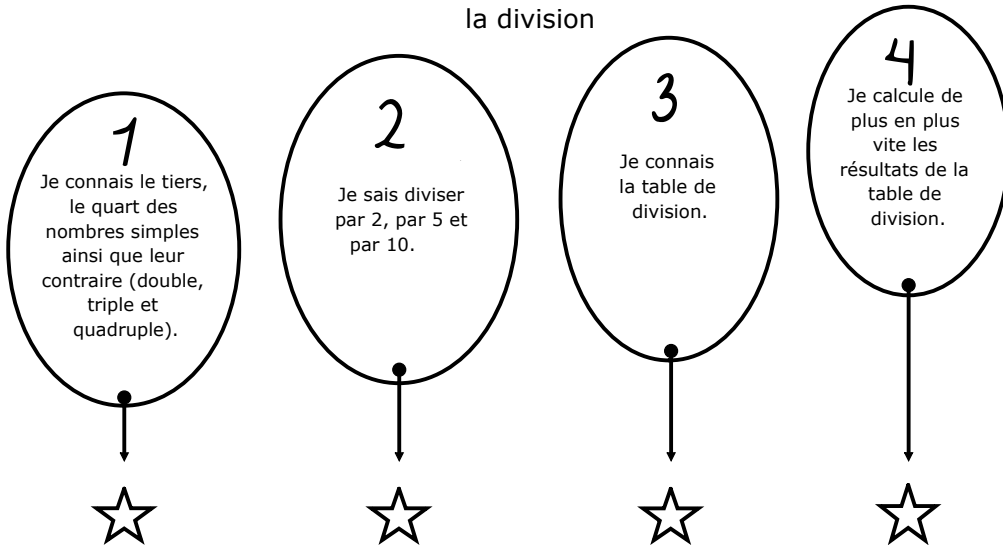 la division
1
Je connais le tiers,
le quart des
nombres simples
ainsi que leur
contraire (double,
triple et
quadruple).
2
Je sais diviser
par 2, par 5 et
par 10.
3
Je connais
la table de
division.
4
Je calcule de
plus en plus
vite les
résultats de la
table de
division.